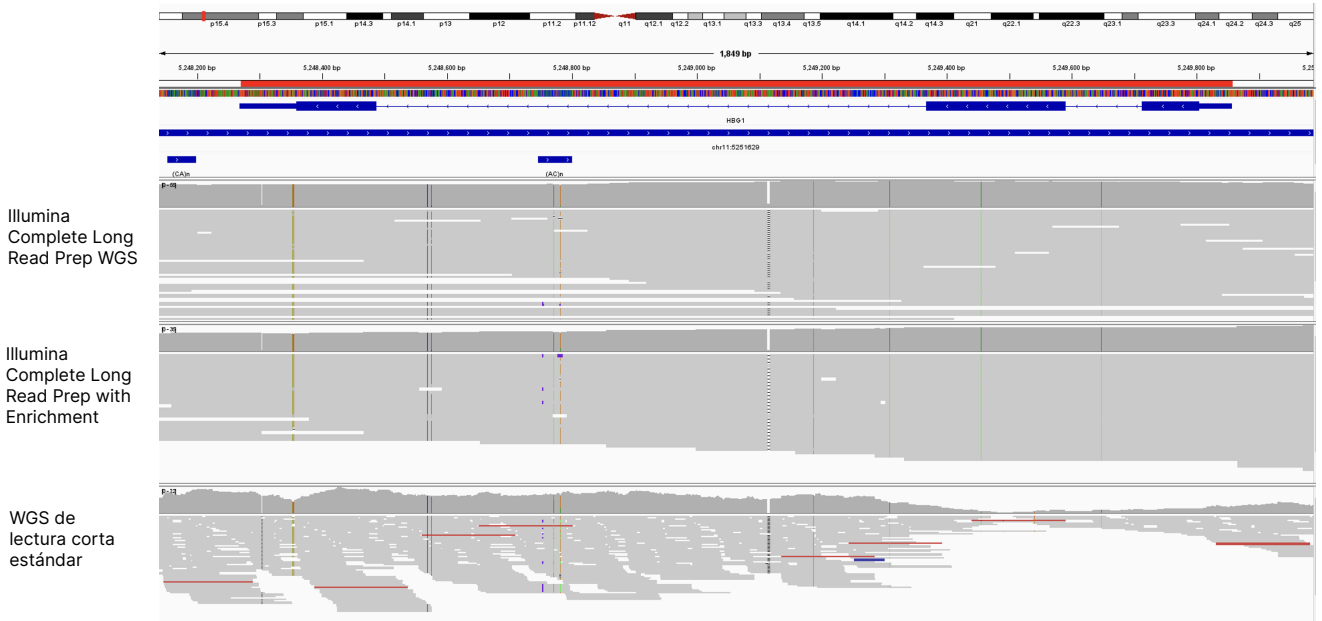 p15.4 p15.3 p15.1 p14.3 p14.1 p13 p12 p11.2 p11.12 q11 q12.1 q12.2 q13.1 q13.3 q13.4 q13.5 q14.1 q14.2 q14.3 q21 q22.1 q22.3 q23.1 q23.3 q24.1 q24.2 q24.3 q25
1,849 bp
5,248,200 bp 5,248,400 bp 5,248,600 bp 5,248,800 bp 5,249,000 bp 5,249,200 bp 5,249,400 bp 5,249,600 bp 5,249,800 bp
HBG1
chr11:5251629
(CA)n (AC)n
Illumina
Complete Long
Read Prep WGS
Illumina
Complete Long
Read Prep with
Enrichment
WGS de
lectura corta
estándar